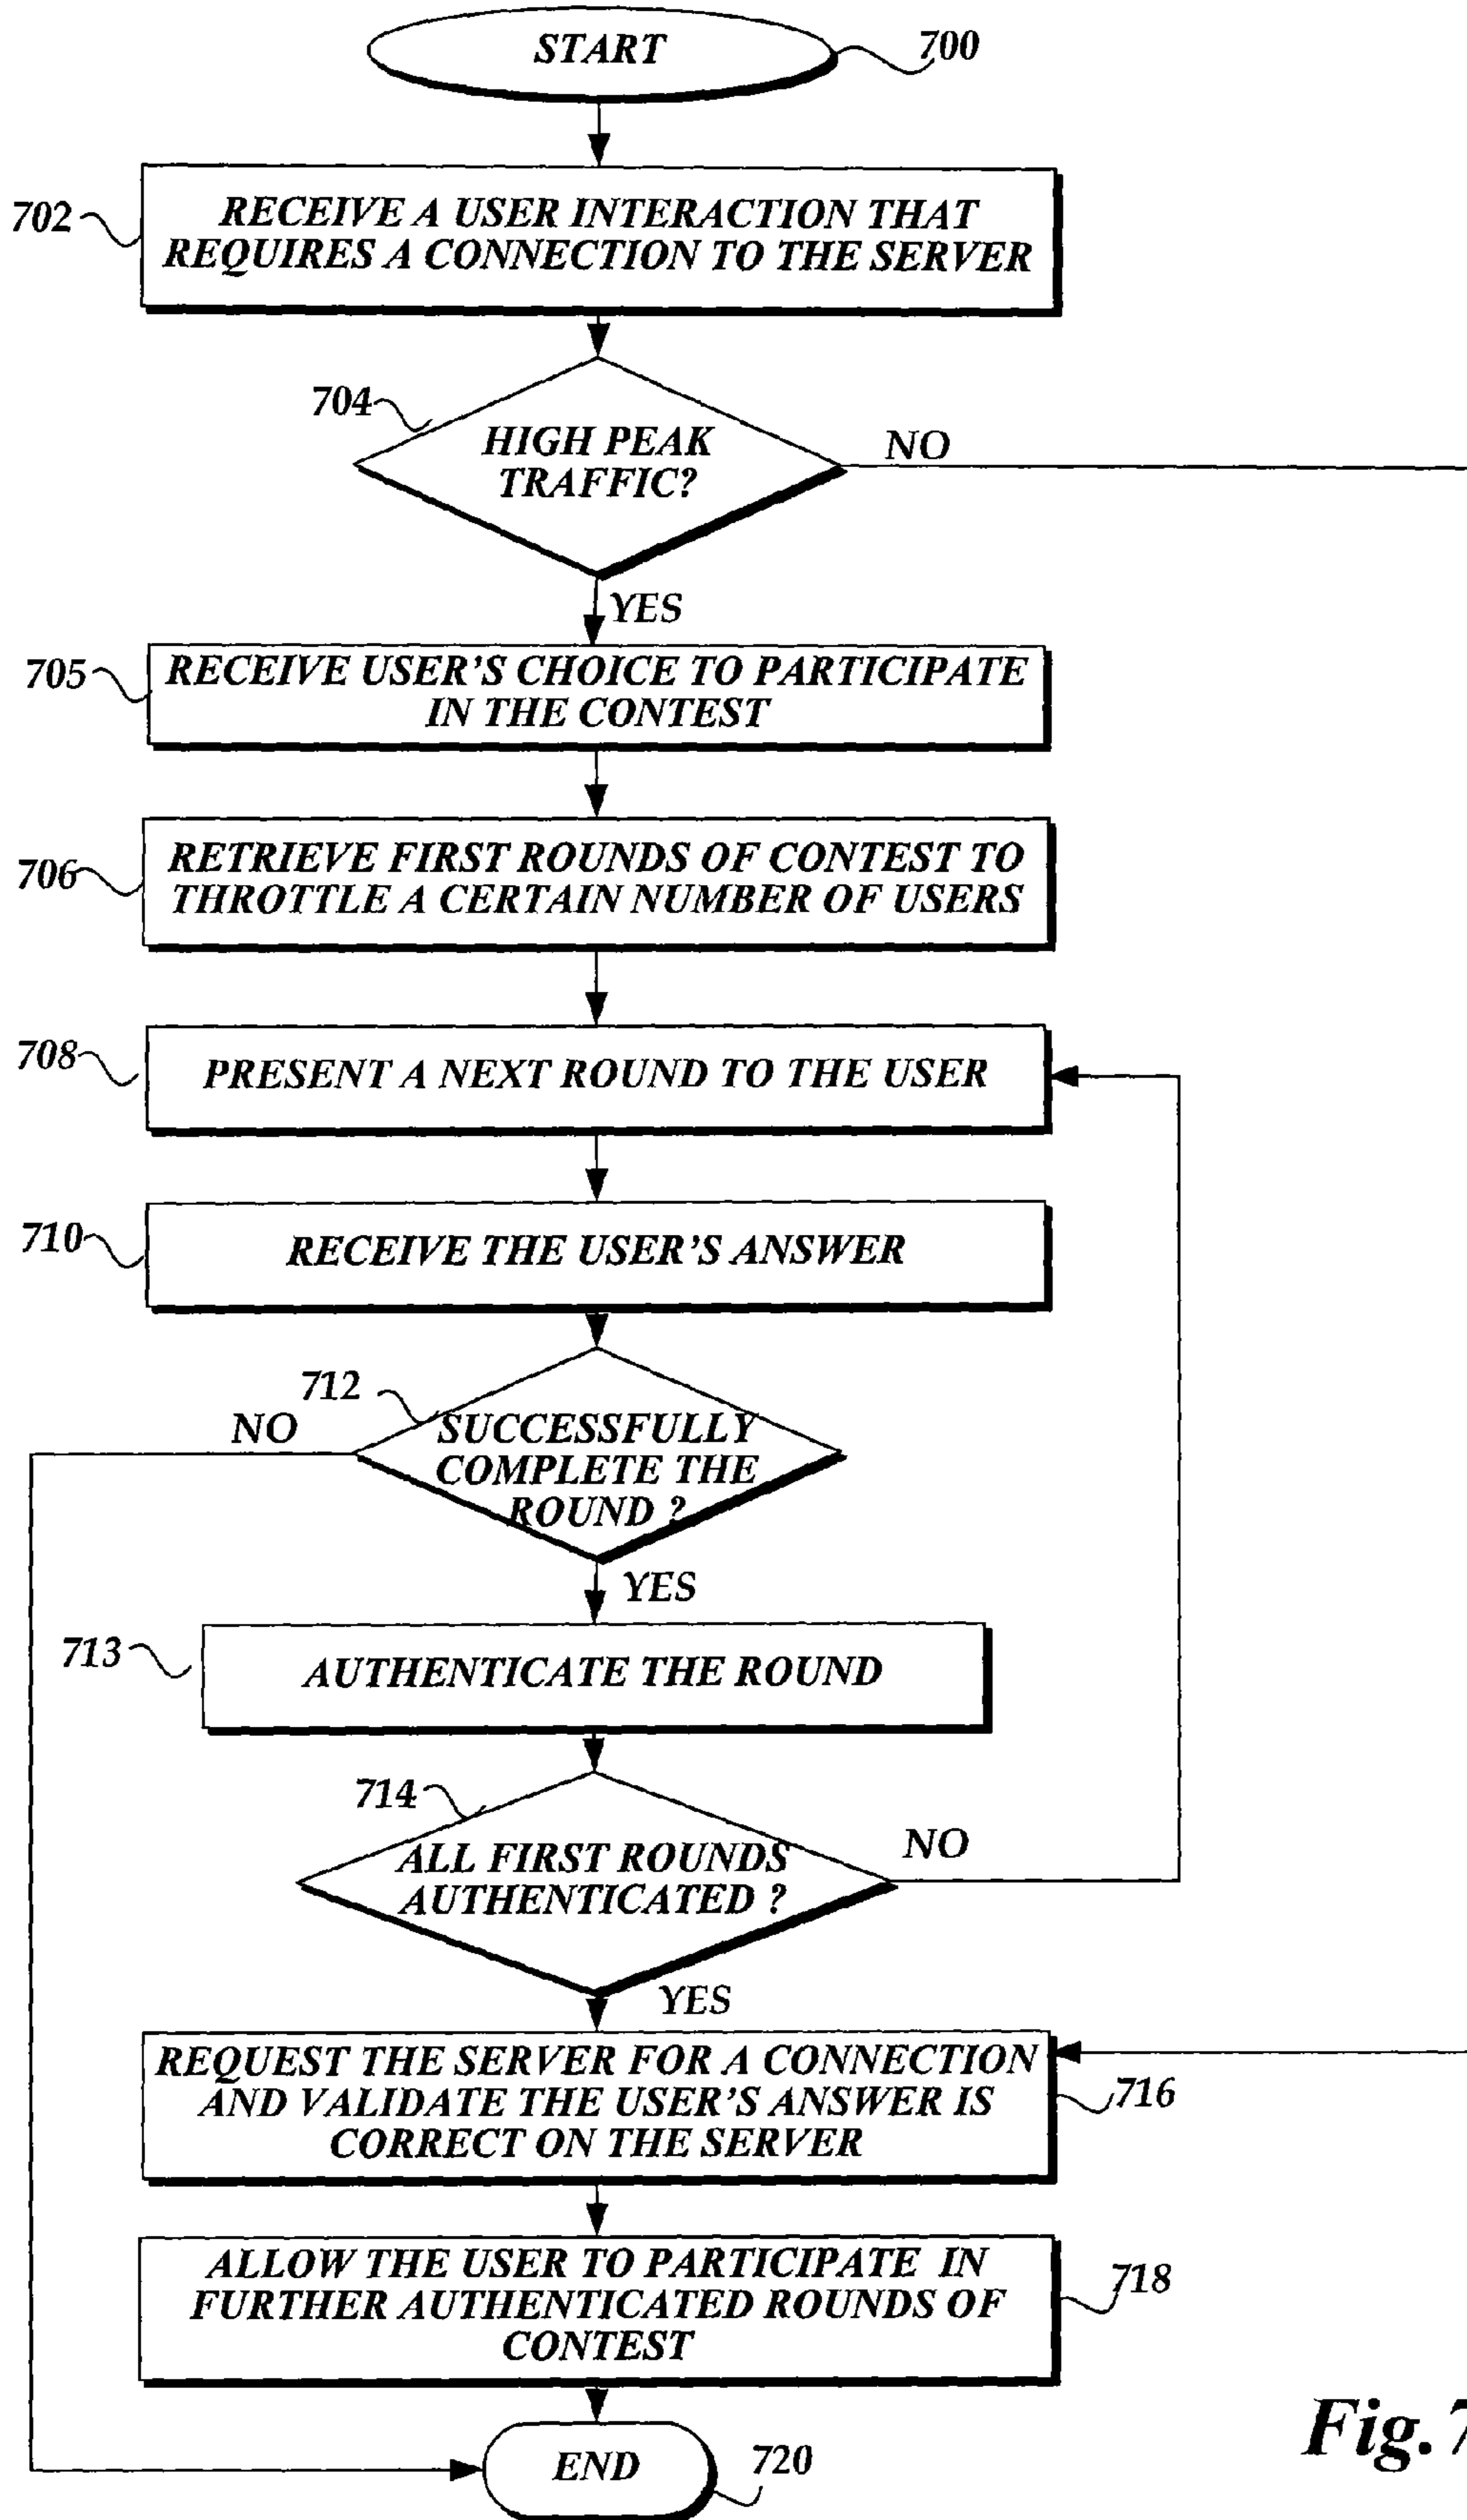 START
700
702
RECEIVE A USER INTERACTION THAT
REQUIRES A CONNECTION TO THE SERVER
704
HIGH PEAK
TRAFFIC?
NO
YES
705
RECEIVE USER'S CHOICE TO PARTICIPATE
IN THE CONTEST
706
RETRIEVE FIRST ROUNDS OF CONTEST TO
THROTTLE A CERTAIN NUMBER OF USERS
708
PRESENT A NEXT ROUND TO THE USER
710
RECEIVE THE USER'S ANSWER
712
NO
SUCCESSFULLY
COMPLETE THE
ROUND ?
YES
713
AUTHENTICATE THE ROUND
714
ALL FIRST ROUNDS
AUTHENTICATED ?
NO
YES
REQUEST THE SERVER FOR A CONNECTION
AND VALIDATE THE USER'S ANSWER IS
CORRECT ON THE SERVER
716
ALLOW THE USER TO PARTICIPATE IN
FURTHER AUTHENTICATED ROUNDS OF
CONTEST
718
END
720
Fig. 7